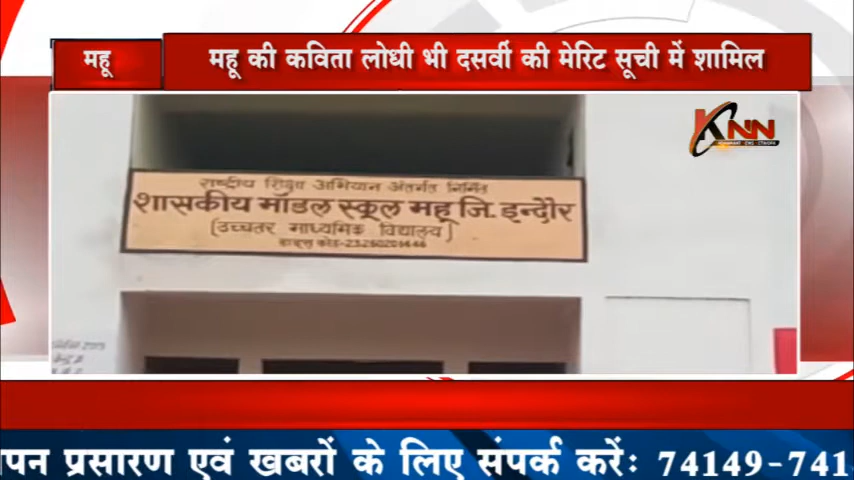 महू
महू की कविता लोधी भी दसवीं की मेरिट सूची में शामिल
KNN
राष्ट्रीय शिक्षा अभियान अंतर्गत निर्मित
शासकीय मॉडल स्कूल महू जि. इन्दौर
(उच्चतर माध्यमिक विद्यालय)
पन प्रसारण एवं खबरों के लिए संपर्क करें: 74149-741